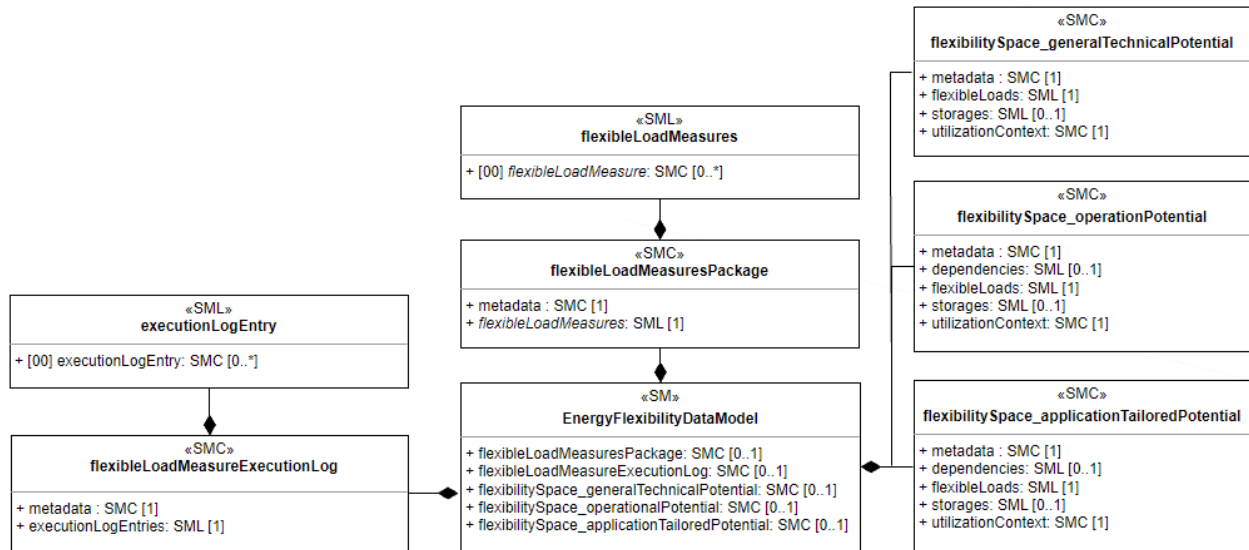 «SMC»
flexibilitySpace_generalTechnicalPotential
+ metadata : SMC [1]
+ flexibleLoads: SML [1]
+ storages: SML [0..1]
+ utilizationContext: SMC [1]
«SML»
flexibleLoadMeasures
+ [00] flexibleLoadMeasure: SMC [0..*]
«SMC»
flexibilitySpace_operationPotential
+ metadata: SMC [1]
+ dependencies: SML [0..1]
+ flexibleLoads: SML [1]
+ storages: SML [0..1]
+ utilizationContext: SMC [1]
«SMC»
flexibleLoadMeasuresPackage
+ metadata : SMC [1]
+ flexibleLoadMeasures: SML [1]
«SML»
executionLogEntry
+ [00] executionLogEntry: SMC [0..*]
«SM»
EnergyFlexibilityDataModel
+ flexibleLoadMeasuresPackage: SMC [0..1]
+ flexibleLoadMeasureExecutionLog: SMC [0..1]
+ flexibilitySpace_generalTechnicalPotential: SMC [0..1]
+ flexibilitySpace_operationalPotential: SMC [0..1]
+ flexibilitySpace_applicationTailoredPotential: SMC [0..1]
«SMC»
flexibilitySpace_applicationTailoredPotential
+ metadata: SMC [1]
+ dependencies: SML [0..1]
+ flexibleLoads: SML [1]
+ storages: SML [0..1]
+ utilizationContext: SMC [1]
«SMC»
flexibleLoadMeasureExecutionLog
+ metadata : SMC [1]
+ executionLogEntries: SML [1]